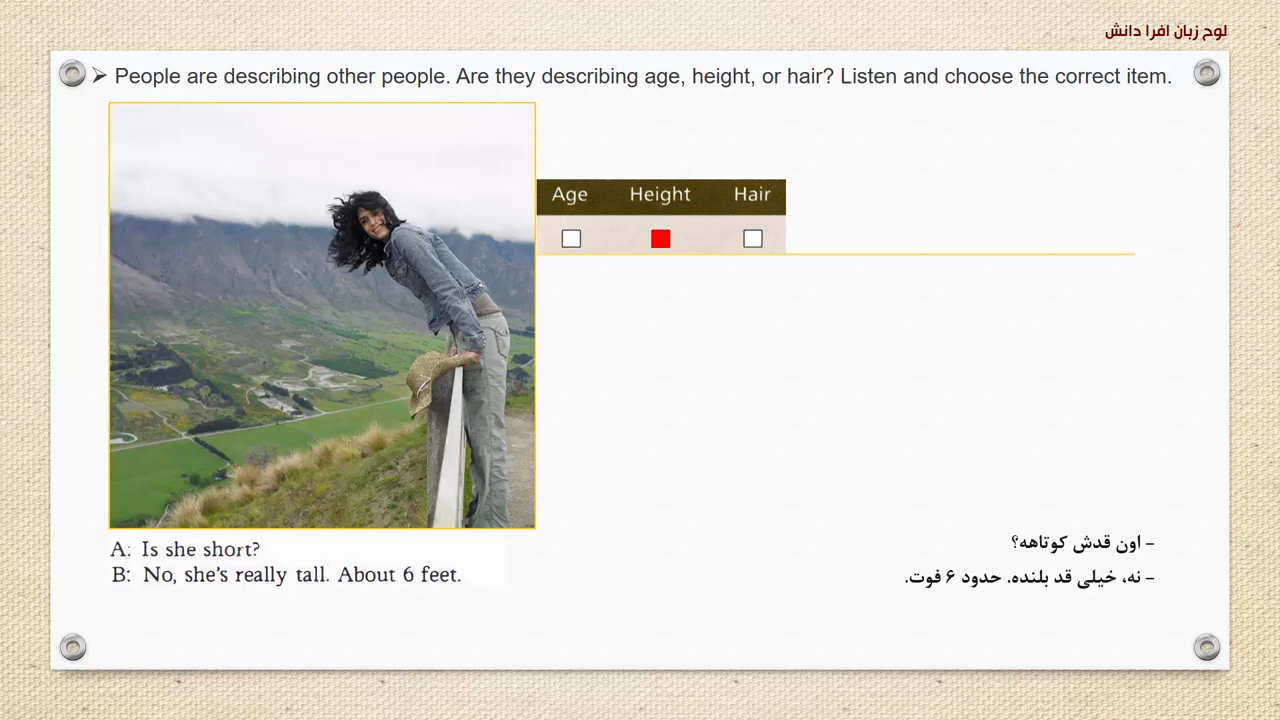 لوح زبان افرا دانش
➢ People are describing other people. Are they describing age, height, or hair? Listen and choose the correct item.
Age Height Hair
A: Is she short?
B: No, she's really tall. About 6 feet.
- اون قدش کوتاهه؟
- نه، خیلی قد بلنده. حدود ۶ فوت.